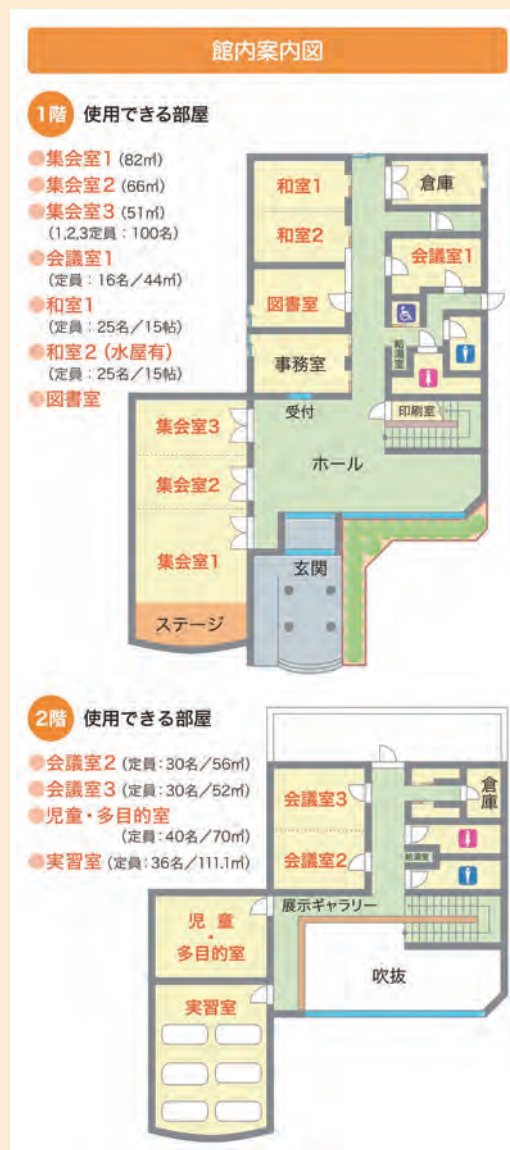 館内案内図
1階 使用できる部屋
集会室1 (82㎡)
集会室2 (66㎡)
集会室3 (51㎡)
(1,2,3定員：100名)
会議室1
(定員：16名／44㎡)
和室1
(定員：25名／15帖)
和室2 (水屋有)
(定員：25名／15帖)
図書室
和室1
和室2
図書室
事務室
倉庫
会議室1
給湯室
印刷室
受付
ホール
集会室3
集会室2
集会室1
ステージ
玄関
2階 使用できる部屋
会議室2 (定員：30名／56㎡)
会議室3 (定員：30名／52㎡)
児童・多目的室
(定員：40名／70㎡)
実習室 (定員：36名／111.1㎡)
会議室3
会議室2
倉庫
給湯室
展示ギャラリー
児童
・
多目的室
吹抜
実習室